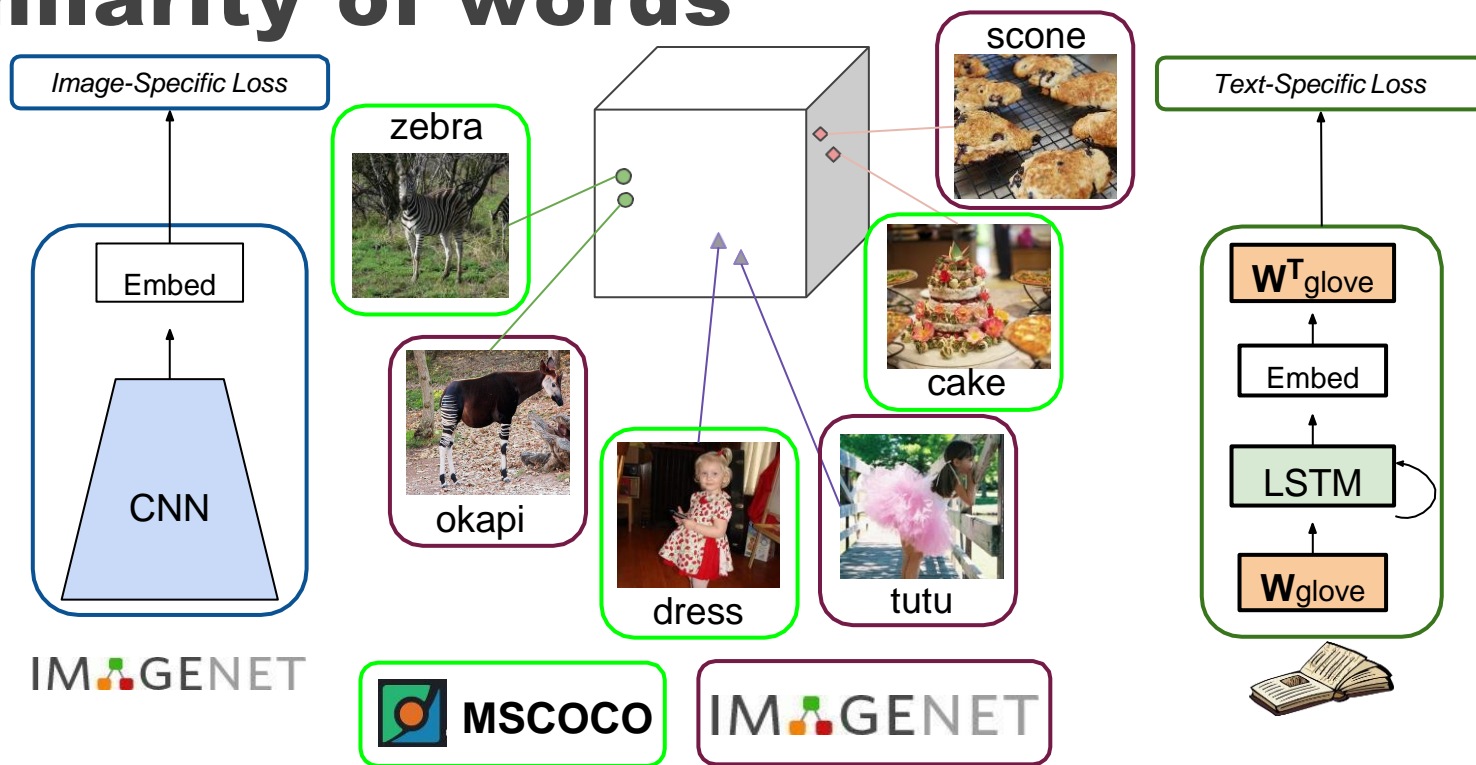 of words
Image-Specific Loss
zebra
scone
Text-Specific Loss
Embed
CNN
okapi
dress
tutu
cake
WTglove
Embed
LSTM
Wglove
IMAGENET
MSCOCO
IMAGENET